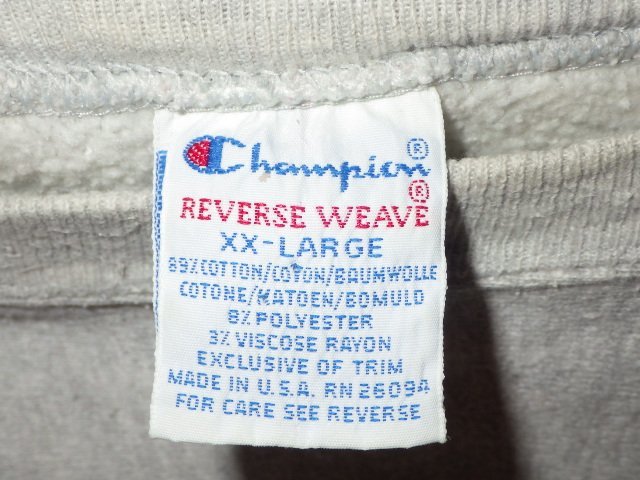 Champion®
REVERSE WEAVE®
XX-LARGE
89% COTTON/COTON/BAUMWOLLE
COTONE/KATOEN/BOMULD
8% POLYESTER
3% VISCOSE RAYON
EXCLUSIVE OF TRIM
MADE IN U.S.A. RN 26094
FOR CARE SEE REVERSE